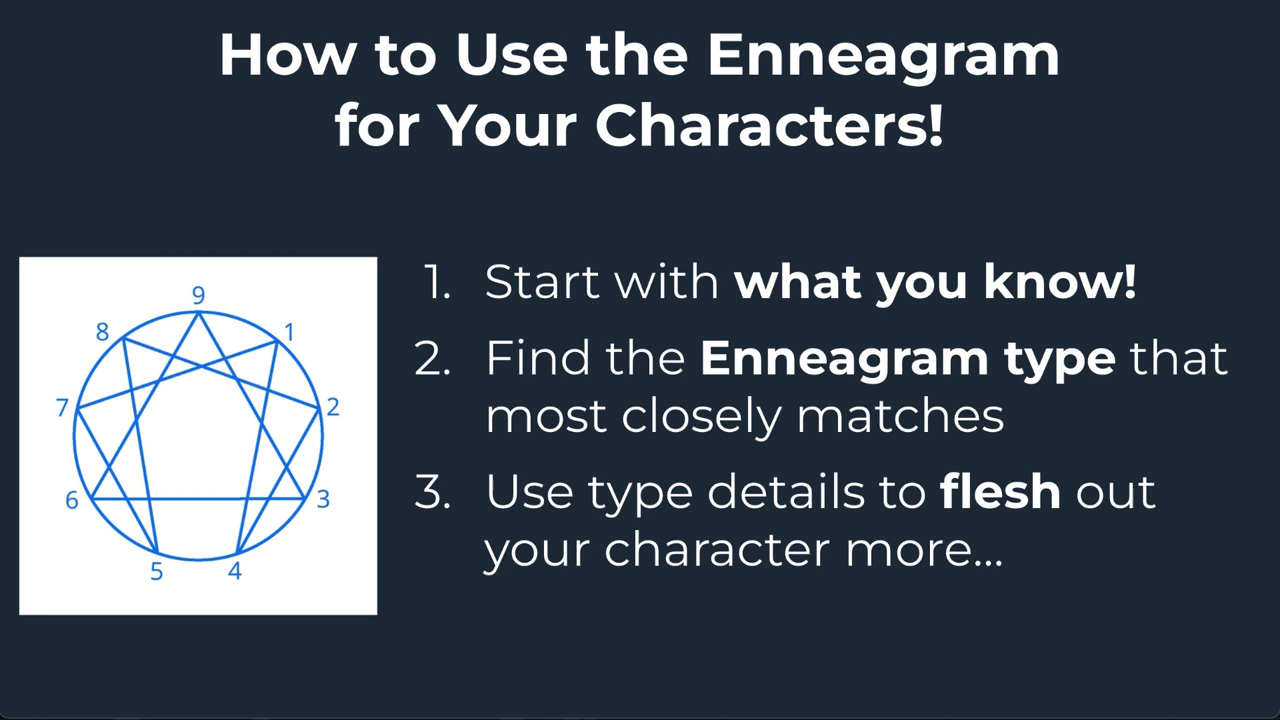 How to Use the Enneagram
for Your Characters!
9
8
1
7
2
6
3
5
4
1. Start with what you know!
2. Find the Enneagram type that
most closely matches
3. Use type details to flesh out
your character more...